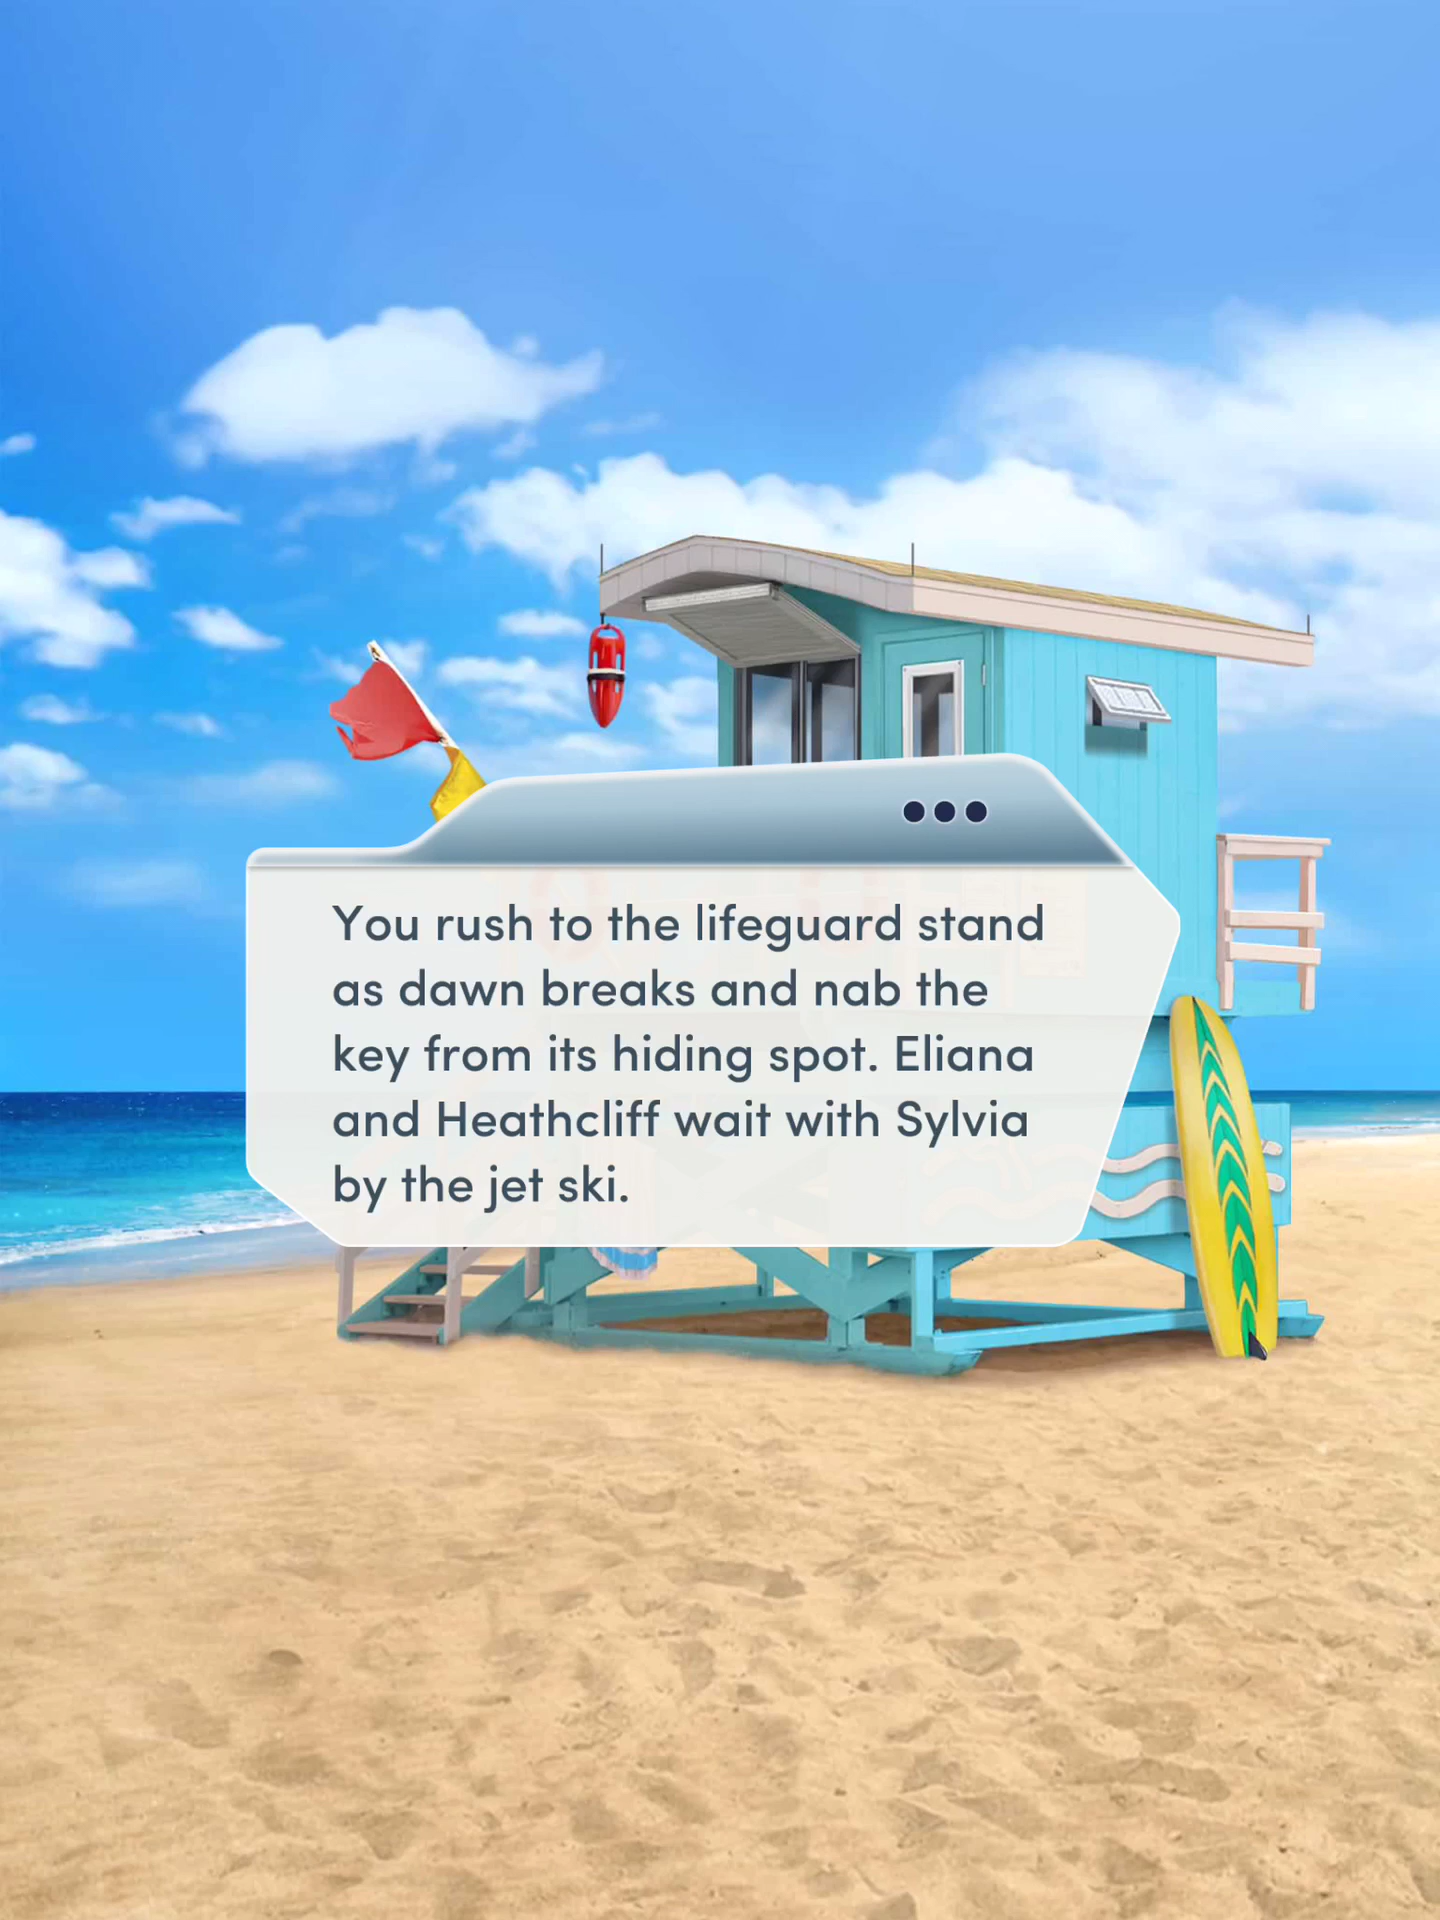 You rush to the lifeguard stand
as dawn breaks and nab the
key from its hiding spot. Eliana
and Heathcliff wait with Sylvia
by the jet ski.